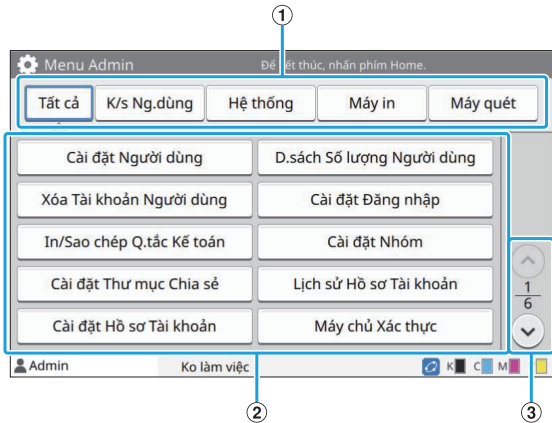 ①
Menu Admin Để kết thúc, nhấn phím Home.
Tất cả K/s Ng.dùng Hệ thống Máy in Máy quét
Cài đặt Người dùng D.sách Số lượng Người dùng
Xóa Tài khoản Người dùng Cài đặt Đăng nhập
In/Sao chép Q.tắc Kế toán Cài đặt Nhóm
Cài đặt Thư mục Chia sẻ Lịch sử Hồ sơ Tài khoản
1
6
Cài đặt Hồ sơ Tài khoản Máy chủ Xác thực
Admin Ko làm việc K C M
② ③